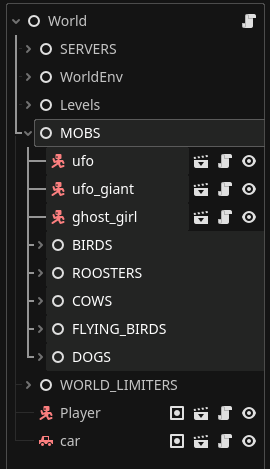 World
SERVERS
WorldEnv
Levels
MOBS
ufo
ufo_giant
ghost_girl
BIRDS
ROOSTERS
COWS
FLYING_BIRDS
DOGS
WORLD_LIMITERS
Player
car